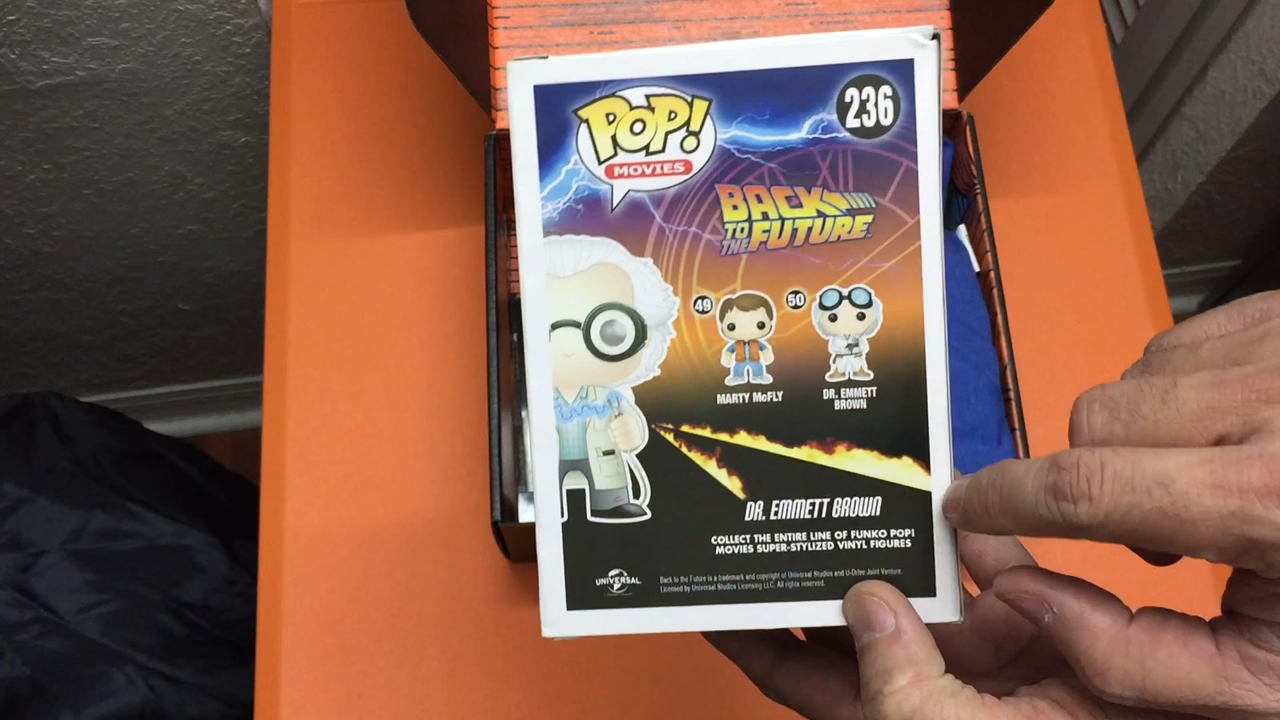 POP!
MOVIES
236
BACK
TO THE FUTURE
49
50
MARTY McFLY
DR. EMMETT
BROWN
DR. EMMETT BROWN
COLLECT THE ENTIRE LINE OF FUNKO POP!
MOVIES SUPER-STYLIZED VINYL FIGURES
UNIVERSAL
Back to the Future is a trademark and copyright of Universal Studios and U-Drive Joint Venture.
Licensed by Universal Studios Licensing LLC. All rights reserved.